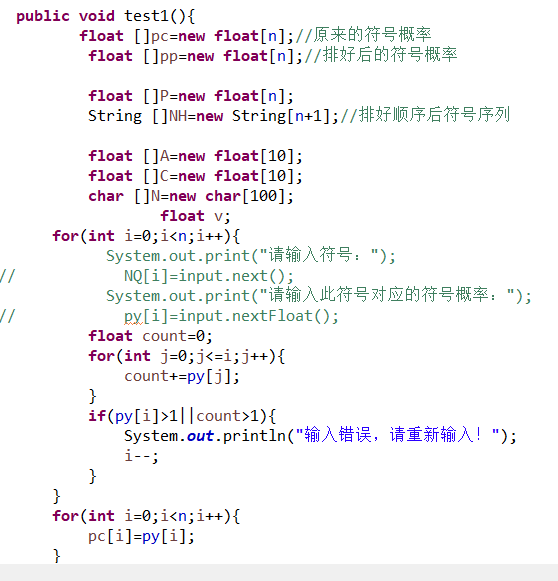 public void test1(){
float []pc=new float[n];//原来的符号概率
float []pp=new float[n];//排好后的符号概率
float []P=new float[n];
String []NH=new String[n+1];//排好顺序后符号序列
float []A=new float[10];
float []C=new float[10];
char []N=new char[100];
float v;
for(int i=0;i<n;i++){
System.out.print("请输入符号：");
// NQ[i]=input.next();
System.out.print("请输入此符号对应的符号概率：");
// py[i]=input.nextFloat();
float count=0;
for(int j=0;j<=i;j++){
count+=py[j];
}
if(py[i]>1||count>1){
System.out.println("输入错误，请重新输入！");
i--;
}
}
for(int i=0;i<n;i++){
pc[i]=py[i];
}